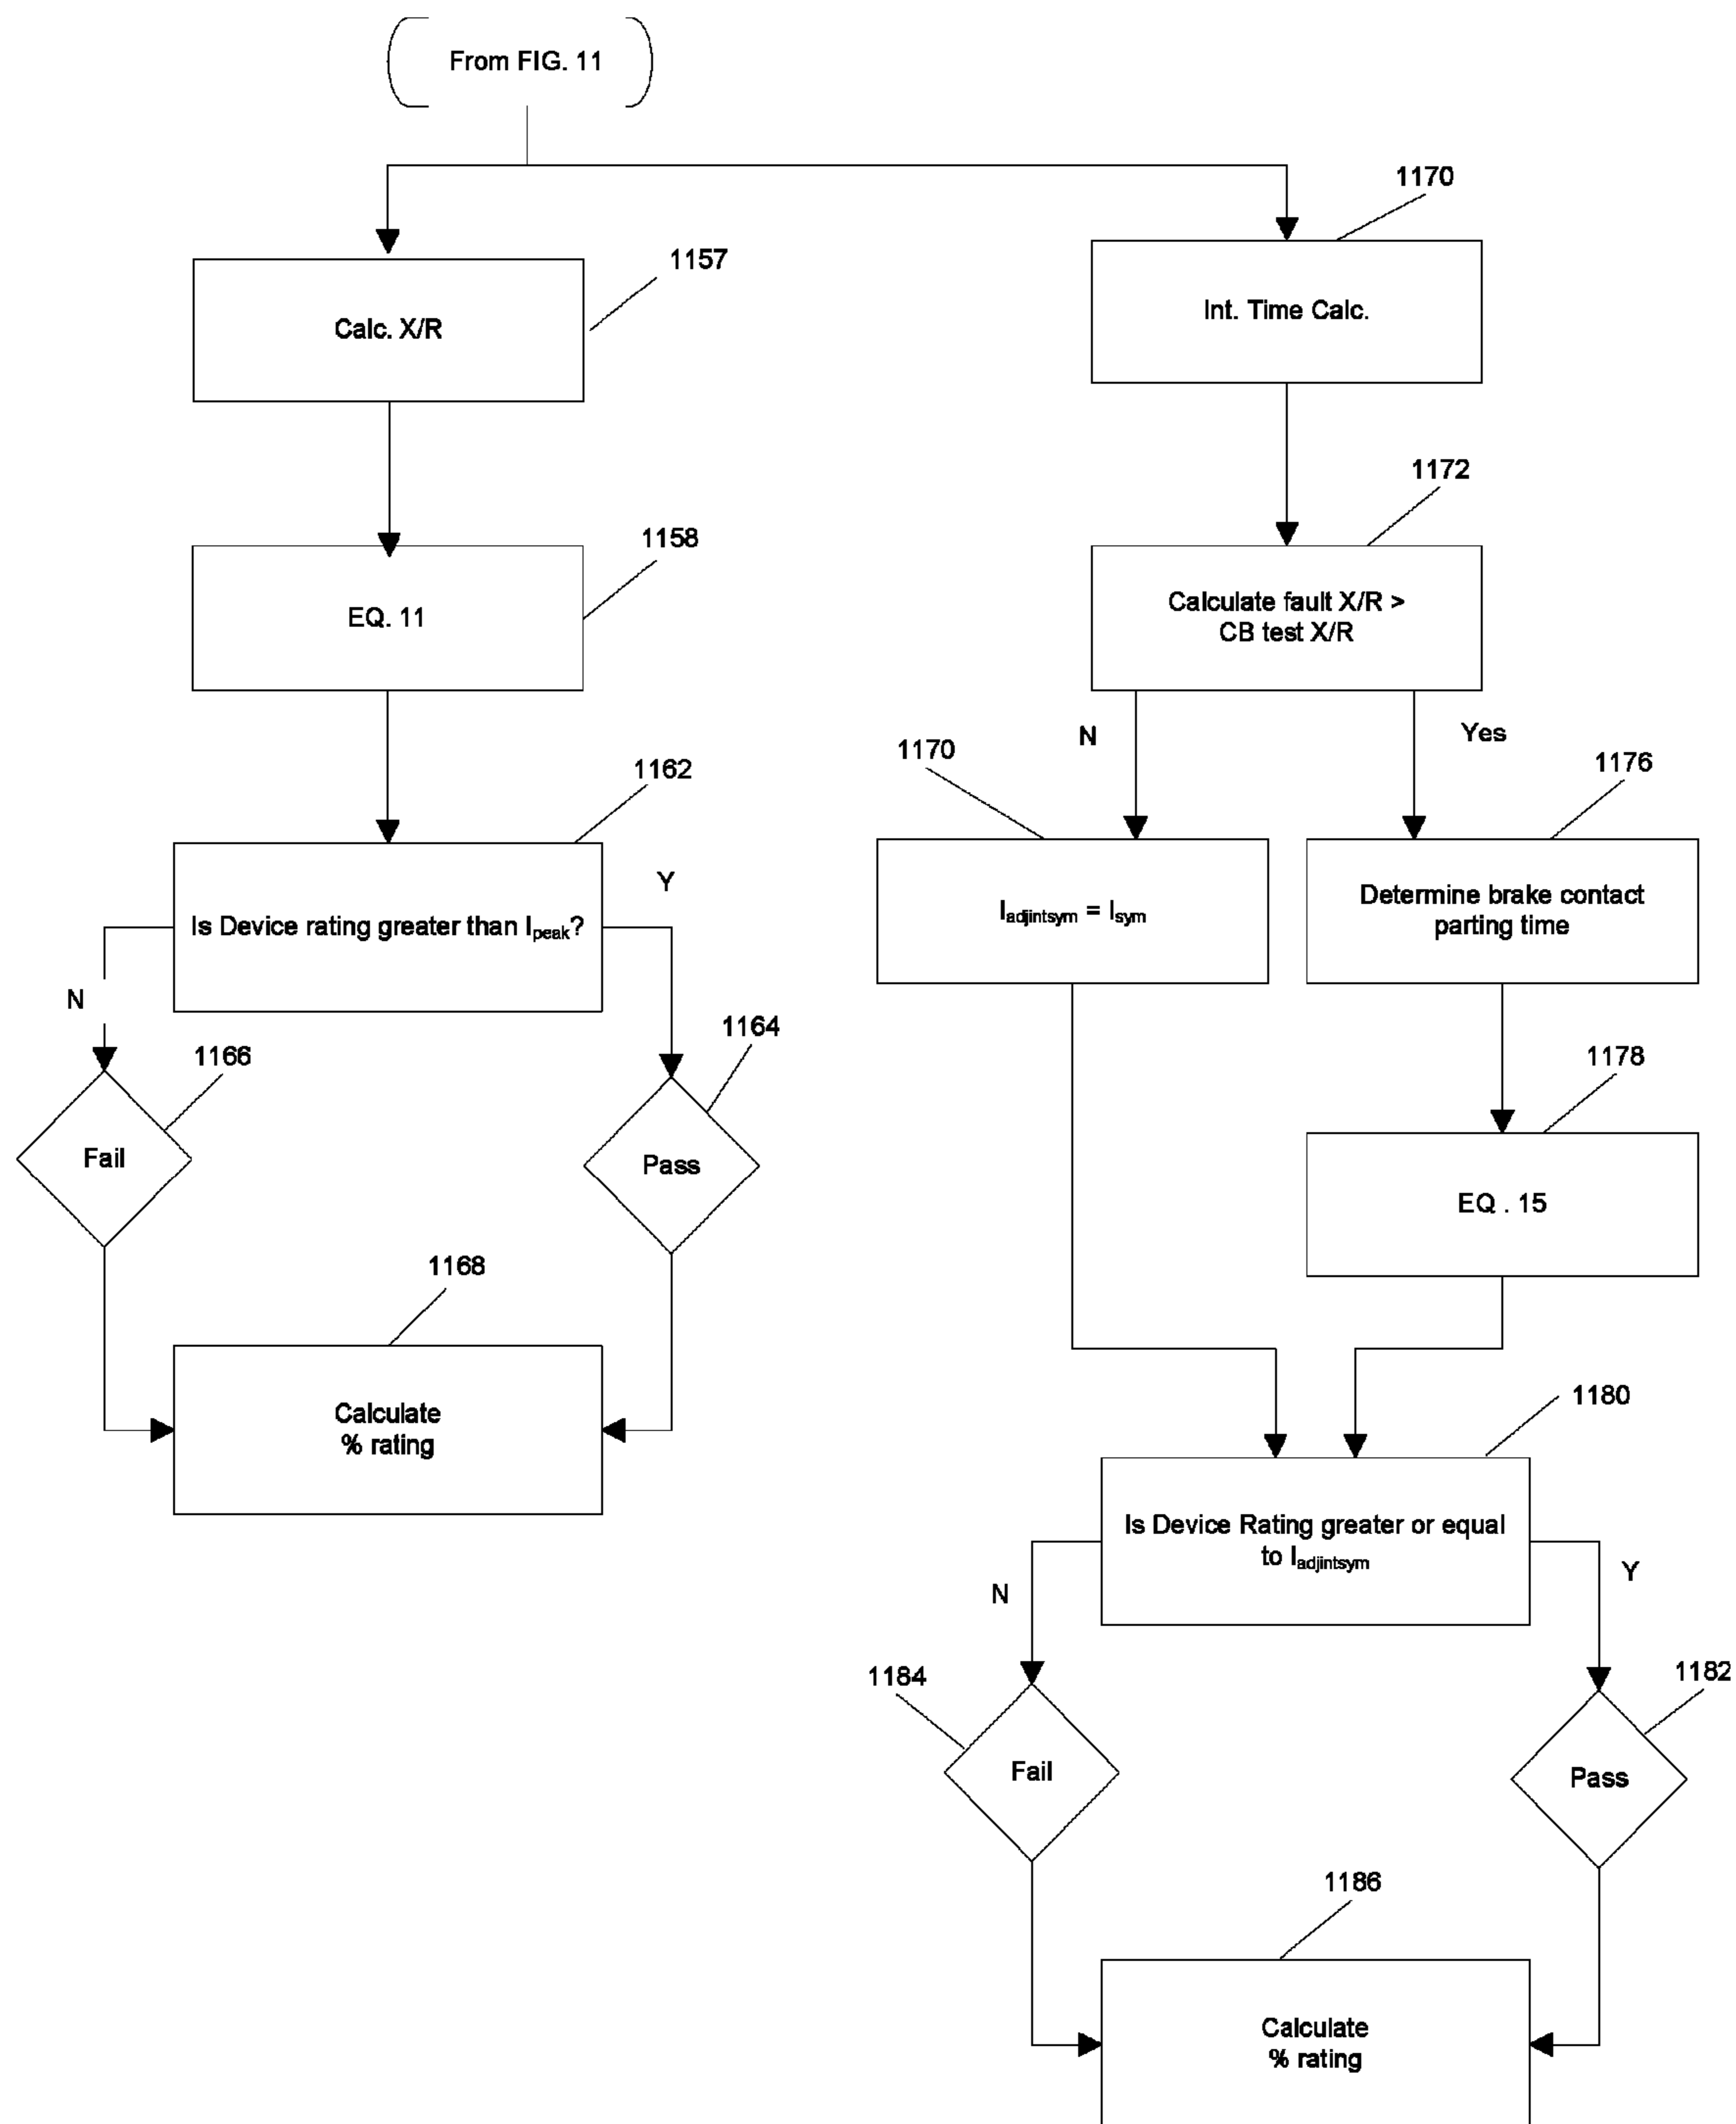 From FIG. 11
1170
1157
Int. Time Calc.
Calc. X/R
1172
1158
Calculate fault X/R >
CB test X/R
EQ. 11
N
Yes
1170
1176
1162
Y
Is Device rating greater than Ipeak?
Iadjintsym = Isym
Determine brake contact
parting time
N
1164
1166
1178
Fail
Pass
EQ . 15
1168
Calculate
% rating
1180
Is Device Rating greater or equal
to Iadjintsym
N
Y
1184
1182
Fail
Pass
1186
Calculate
% rating